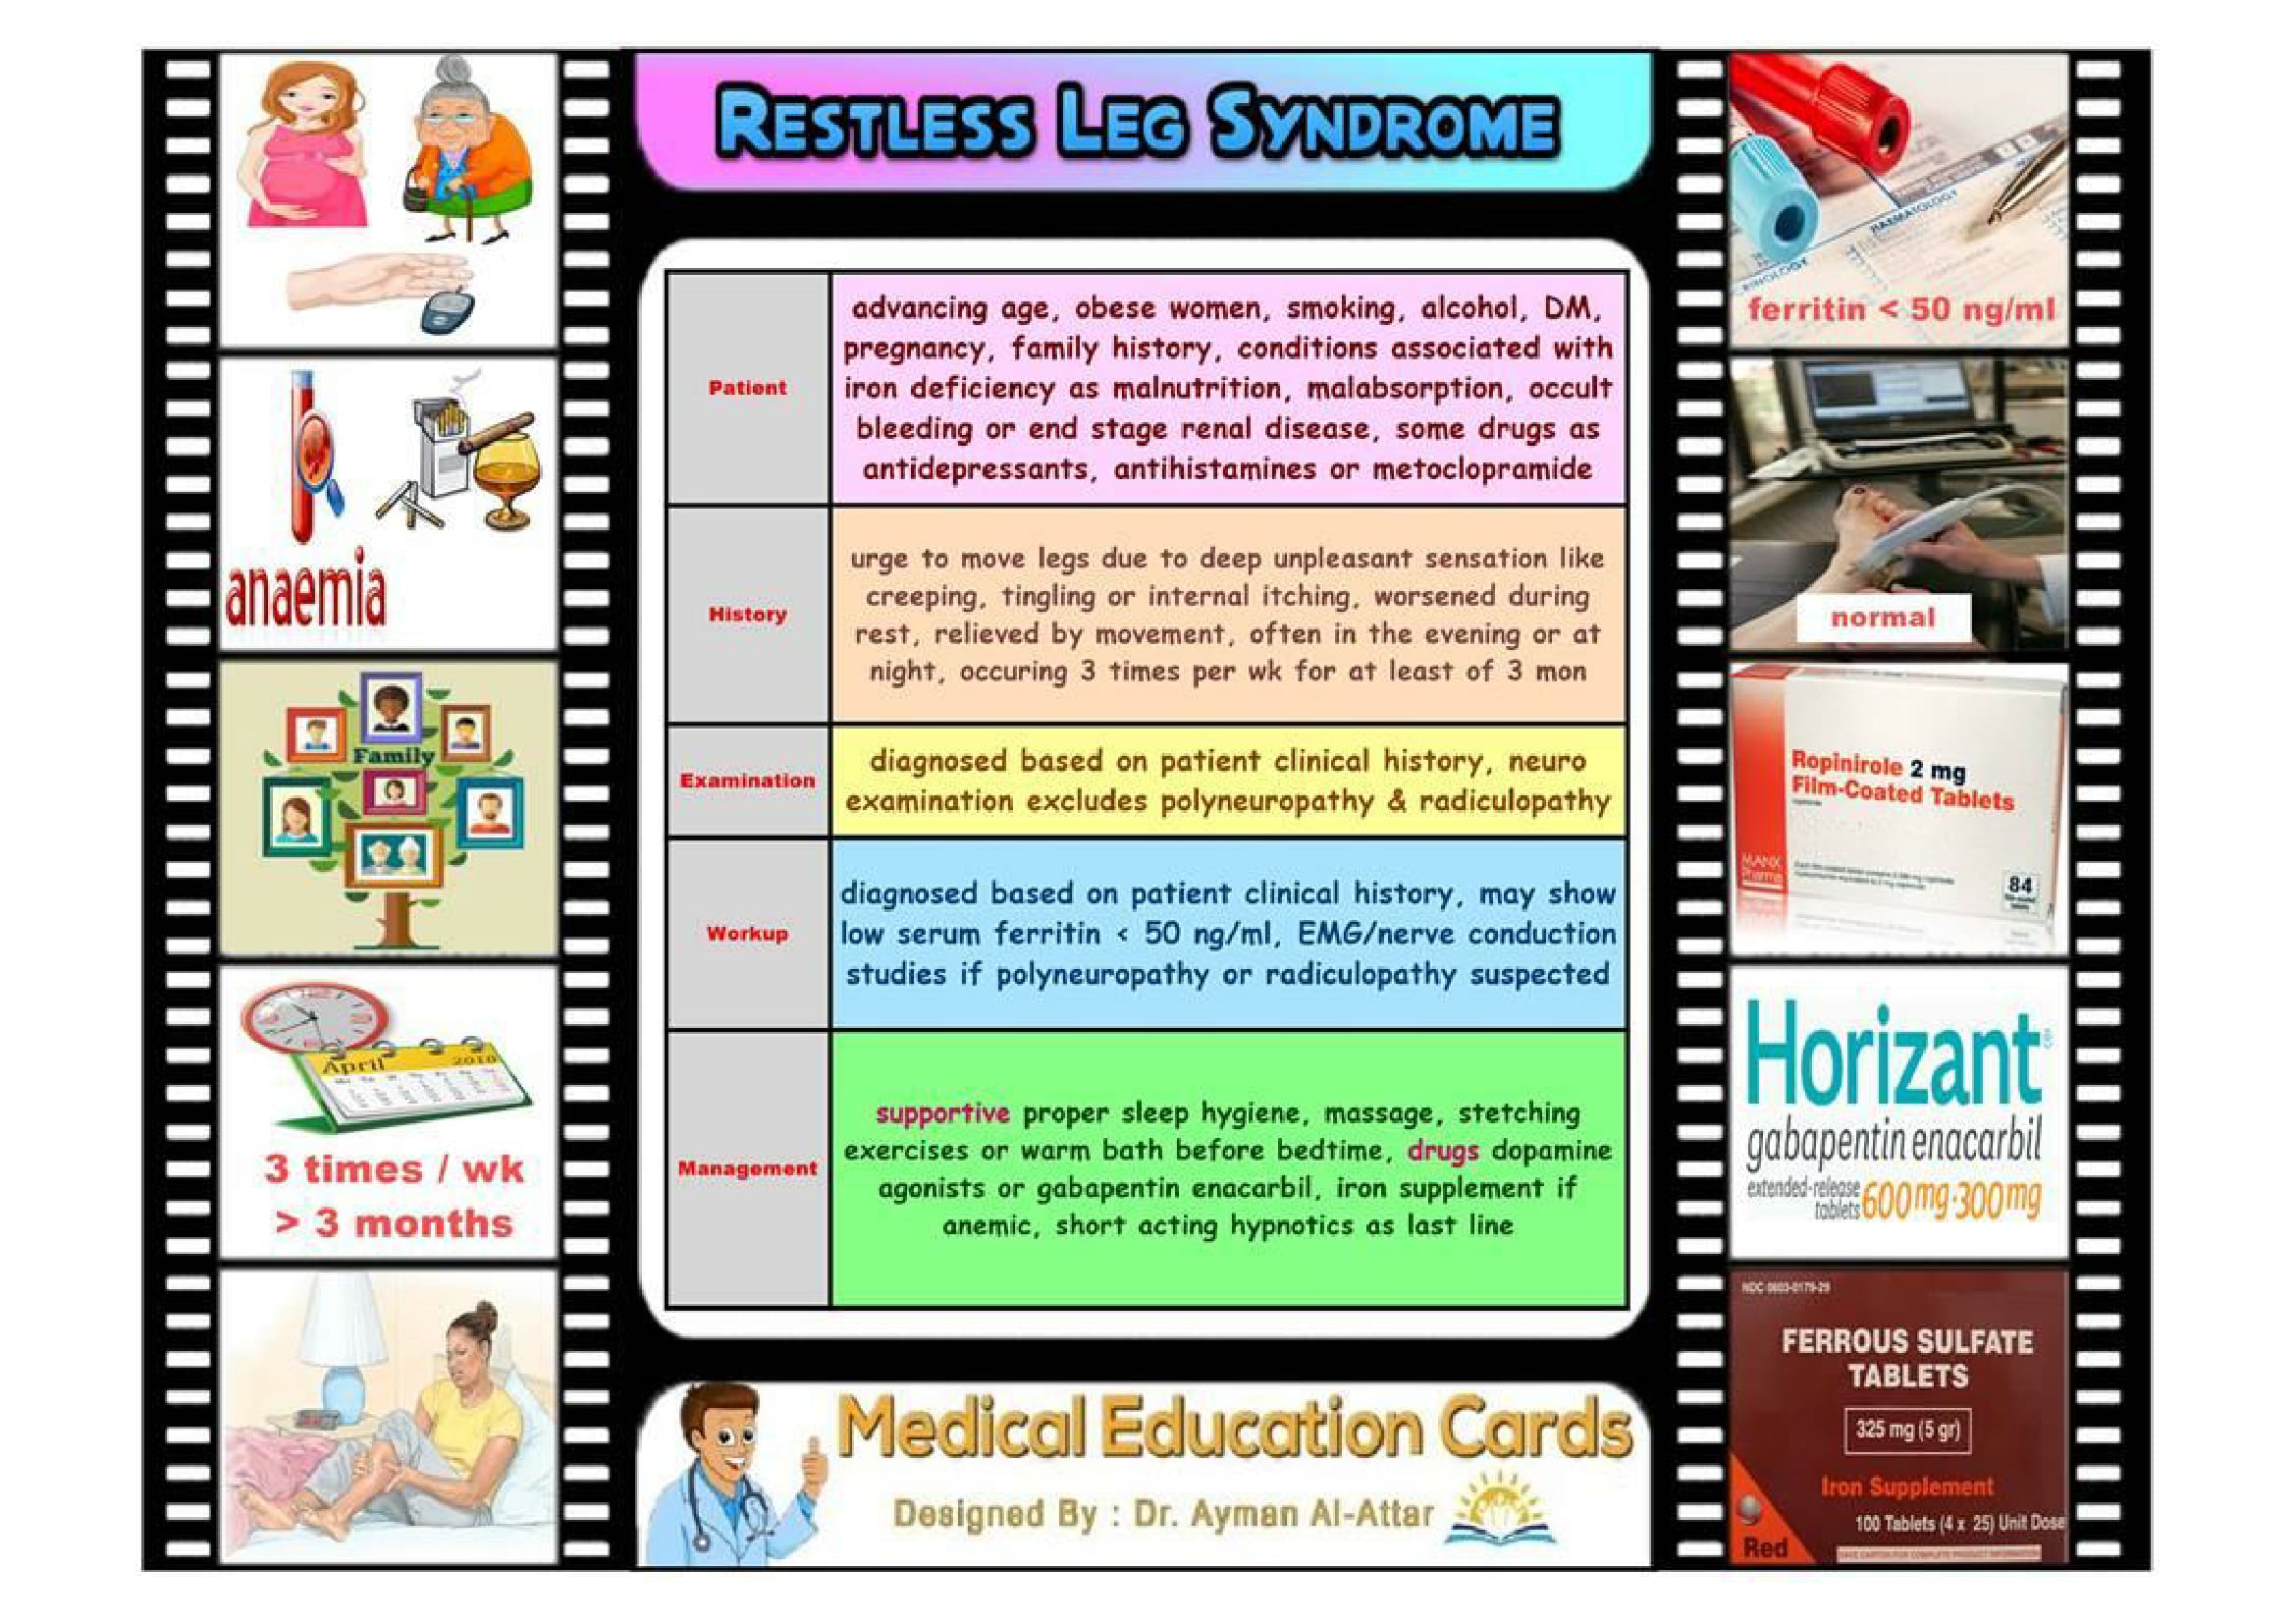 RESTLESS LEG SYNDROME
Patient
advancing age, obese women, smoking, alcohol, DM,
pregnancy, family history, conditions associated with
iron deficiency as malnutrition, malabsorption, occult
bleeding or end stage renal disease, some drugs as
antidepressants, antihistamines or metoclopramide
History
urge to move legs due to deep unpleasant sensation like
creeping, tingling or internal itching, worsened during
rest, relieved by movement, often in the evening or at
night, occuring 3 times per wk for at least of 3 mon
Examination
diagnosed based on patient clinical history, neuro
examination excludes polyneuropathy & radiculopathy
Workup
diagnosed based on patient clinical history, may show
low serum ferritin < 50 ng/ml, EMG/nerve conduction
studies if polyneuropathy or radiculopathy suspected
Management
supportive proper sleep hygiene, massage, stetching
exercises or warm bath before bedtime, drugs dopamine
agonists or gabapentin enacarbil, iron supplement if
anemic, short acting hypnotics as last line
Medical Education Cards
Designed By : Dr. Ayman Al-Attar
anaemia
Family
April 2010
3 times / wk
> 3 months
HAEMATOLOGY
ferritin < 50 ng/ml
normal
Ropinirole 2 mg
Film-Coated Tablets
MANX
Pharma
84
Horizant
gabapentin enacarbil
extended-release
tablets 600mg·300mg
NDC 0603-0179-29
FERROUS SULFATE
TABLETS
325 mg (5 gr)
Iron Supplement
100 Tablets (4 x 25) Unit Dose
Red